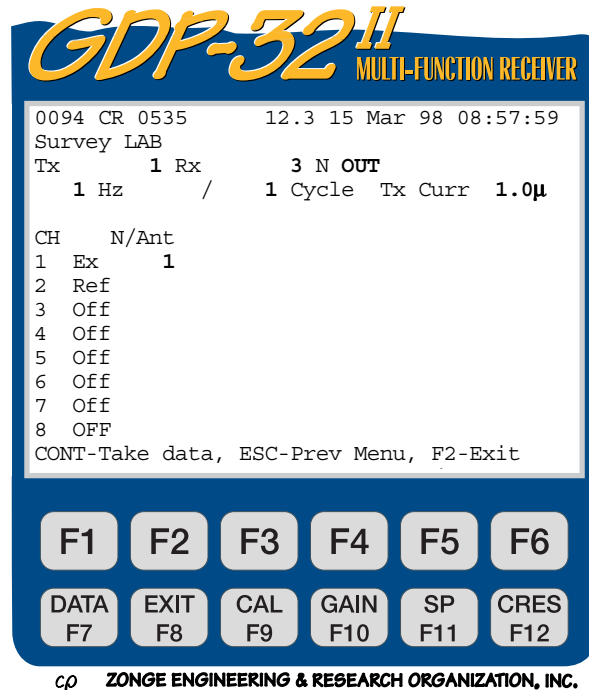 GDP-32 II
MULTI-FUNCTION RECEIVER
0094 CR 0535 12.3 15 Mar 98 08:57:59
Survey LAB
Tx 1 Rx 3 N OUT
1 Hz / 1 Cycle Tx Curr 1.0μ
CH N/Ant
1 Ex 1
2 Ref
3 Off
4 Off
5 Off
6 Off
7 Off
8 OFF
CONT-Take data, ESC-Prev Menu, F2-Exit
F1 F2 F3 F4 F5 F6
DATA EXIT CAL GAIN SP CRES
F7 F8 F9 F10 F11 F12
ZONGE ENGINEERING & RESEARCH ORGANIZATION, INC.